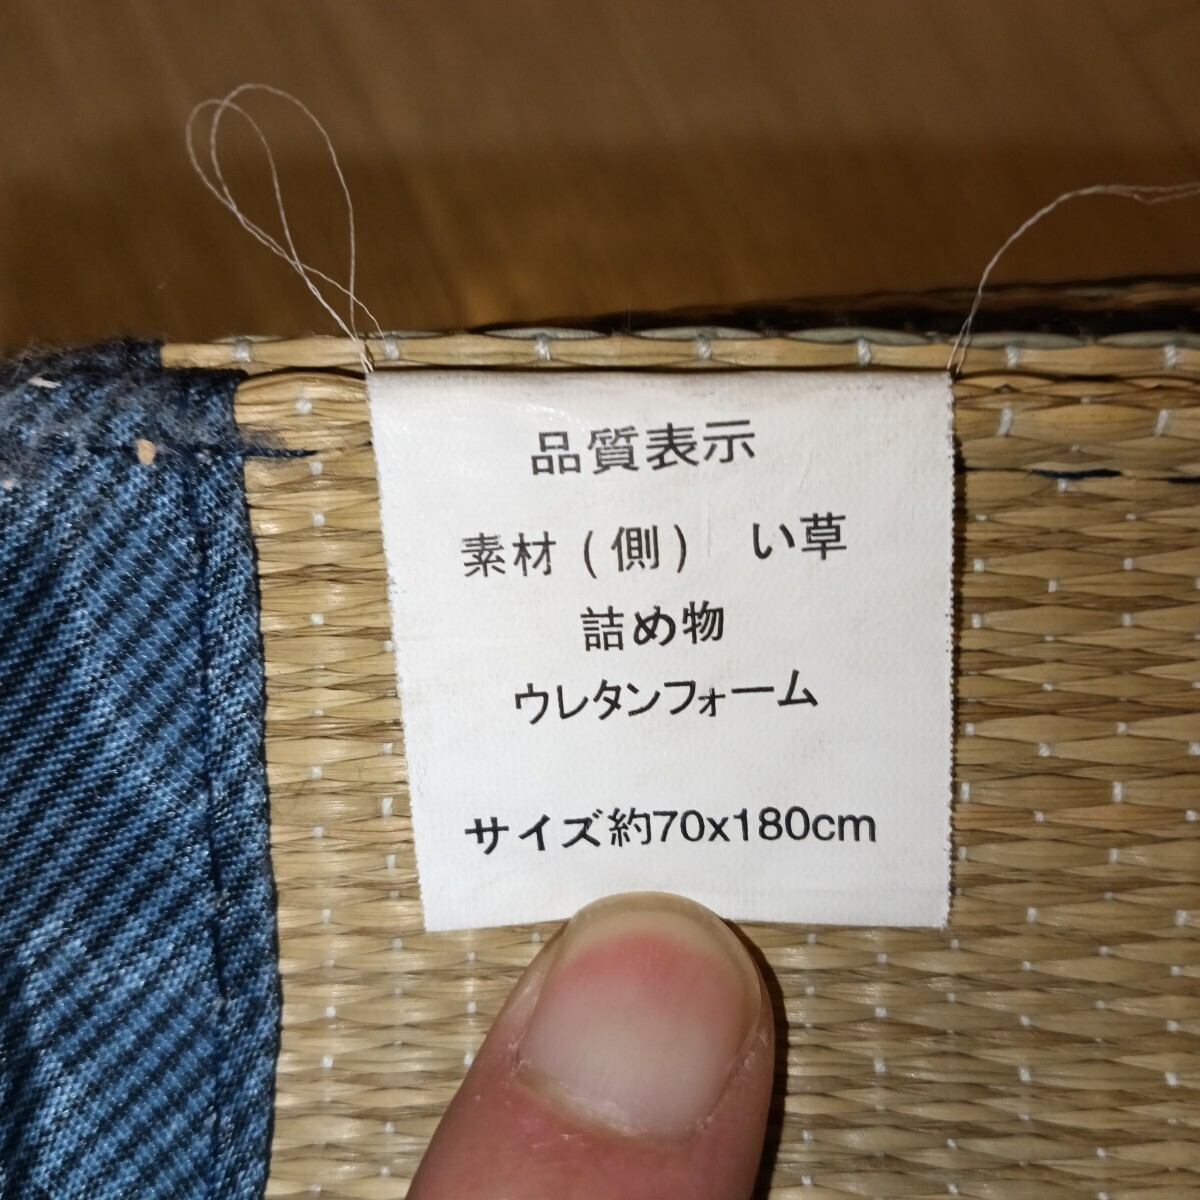 品質表示
素材(側) い草
詰め物
ウレタンフォーム
サイズ約70x180cm